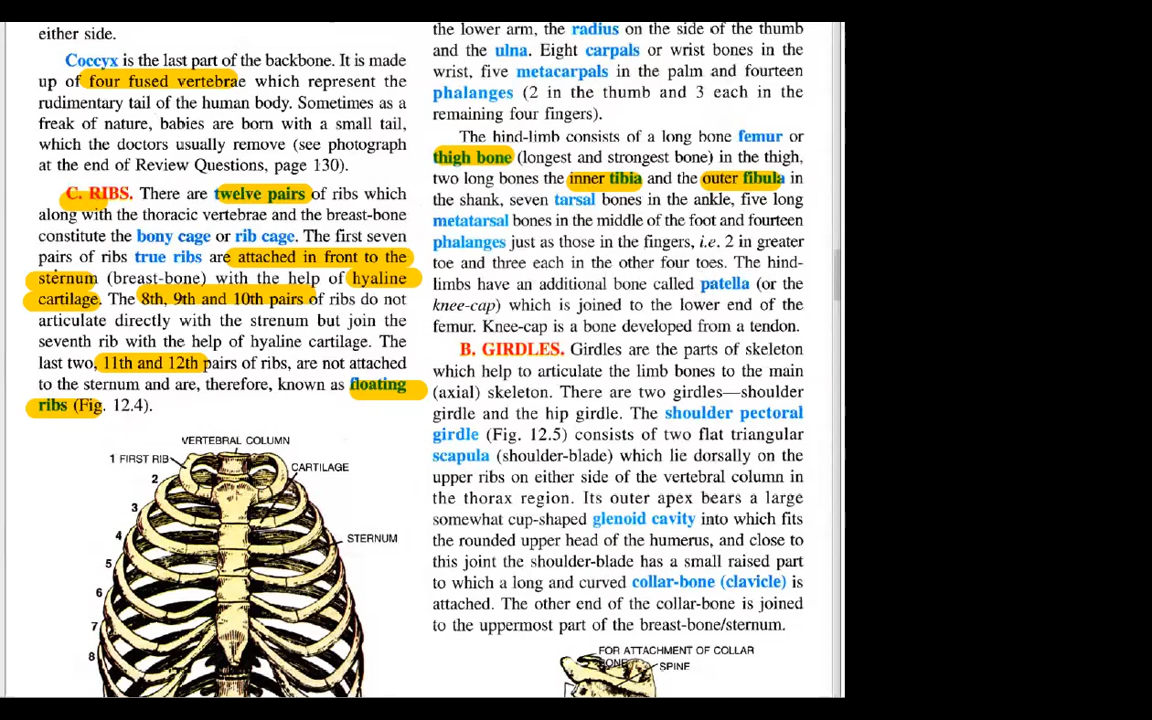 either side.
Coccyx is the last part of the backbone. It is made
up of four fused vertebrae which represent the
rudimentary tail of the human body. Sometimes as a
freak of nature, babies are born with a small tail,
which the doctors usually remove (see photograph
at the end of Review Questions, page 130).
C. RIBS. There are twelve pairs of ribs which
along with the thoracic vertebrae and the breast-bone
constitute the bony cage or rib cage. The first seven
pairs of ribs true ribs are attached in front to the
sternum (breast-bone) with the help of hyaline
cartilage. The 8th, 9th and 10th pairs of ribs do not
articulate directly with the strenum but join the
seventh rib with the help of hyaline cartilage. The
last two, 11th and 12th pairs of ribs, are not attached
to the sternum and are, therefore, known as floating
ribs (Fig. 12.4).
VERTEBRAL COLUMN
1 FIRST RIB
CARTILAGE
2
3
4
STERNUM
5
6
7
8
the lower arm, the radius on the side of the thumb
and the ulna. Eight carpals or wrist bones in the
wrist, five metacarpals in the palm and fourteen
phalanges (2 in the thumb and 3 each in the
remaining four fingers).
The hind-limb consists of a long bone femur or
thigh bone (longest and strongest bone) in the thigh,
two long bones the inner tibia and the outer fibula in
the shank, seven tarsal bones in the ankle, five long
metatarsal bones in the middle of the foot and fourteen
phalanges just as those in the fingers, i.e. 2 in greater
toe and three each in the other four toes. The hind-
limbs have an additional bone called patella (or the
knee-cap) which is joined to the lower end of the
femur. Knee-cap is a bone developed from a tendon.
B. GIRDLES. Girdles are the parts of skeleton
which help to articulate the limb bones to the main
(axial) skeleton. There are two girdles—shoulder
girdle and the hip girdle. The shoulder pectoral
girdle (Fig. 12.5) consists of two flat triangular
scapula (shoulder-blade) which lie dorsally on the
upper ribs on either side of the vertebral column in
the thorax region. Its outer apex bears a large
somewhat cup-shaped glenoid cavity into which fits
the rounded upper head of the humerus, and close to
this joint the shoulder-blade has a small raised part
to which a long and curved collar-bone (clavicle) is
attached. The other end of the collar-bone is joined
to the uppermost part of the breast-bone/sternum.
FOR ATTACHMENT OF COLLAR
BONE
SPINE